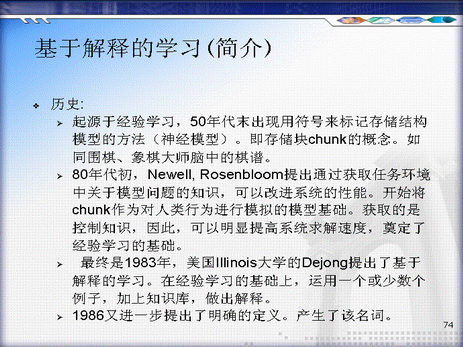 基于解释的学习(简介)
❖ 历史:
➢ 起源于经验学习，50年代末出现用符号来标记存储结构
模型的方法（神经模型）。即存储块chunk的概念。如
同围棋、象棋大师脑中的棋谱。
➢ 80年代初，Newell, Rosenbloom提出通过获取任务环境
中关于模型问题的知识，可以改进系统的性能。开始将
chunk作为对人类行为进行模拟的模型基础。获取的是
控制知识，因此，可以明显提高系统求解速度，奠定了
经验学习的基础。
➢ 最终是1983年，美国Illinois大学的Dejong提出了基于
解释的学习。在经验学习的基础上，运用一个或少数个
例子，加上知识库，做出解释。
➢ 1986又进一步提出了明确的定义。产生了该名词。
74